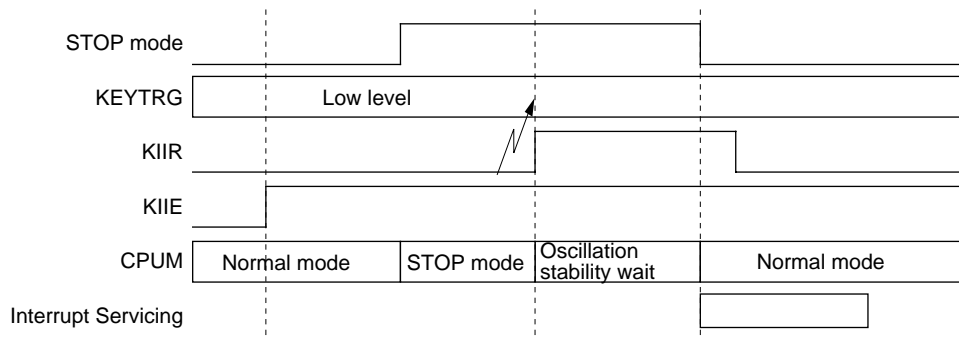 STOP mode
KEYTRG
Low level
KIIR
KIIE
CPUM
Normal mode
STOP mode
Oscillation
stability wait
Normal mode
Interrupt Servicing